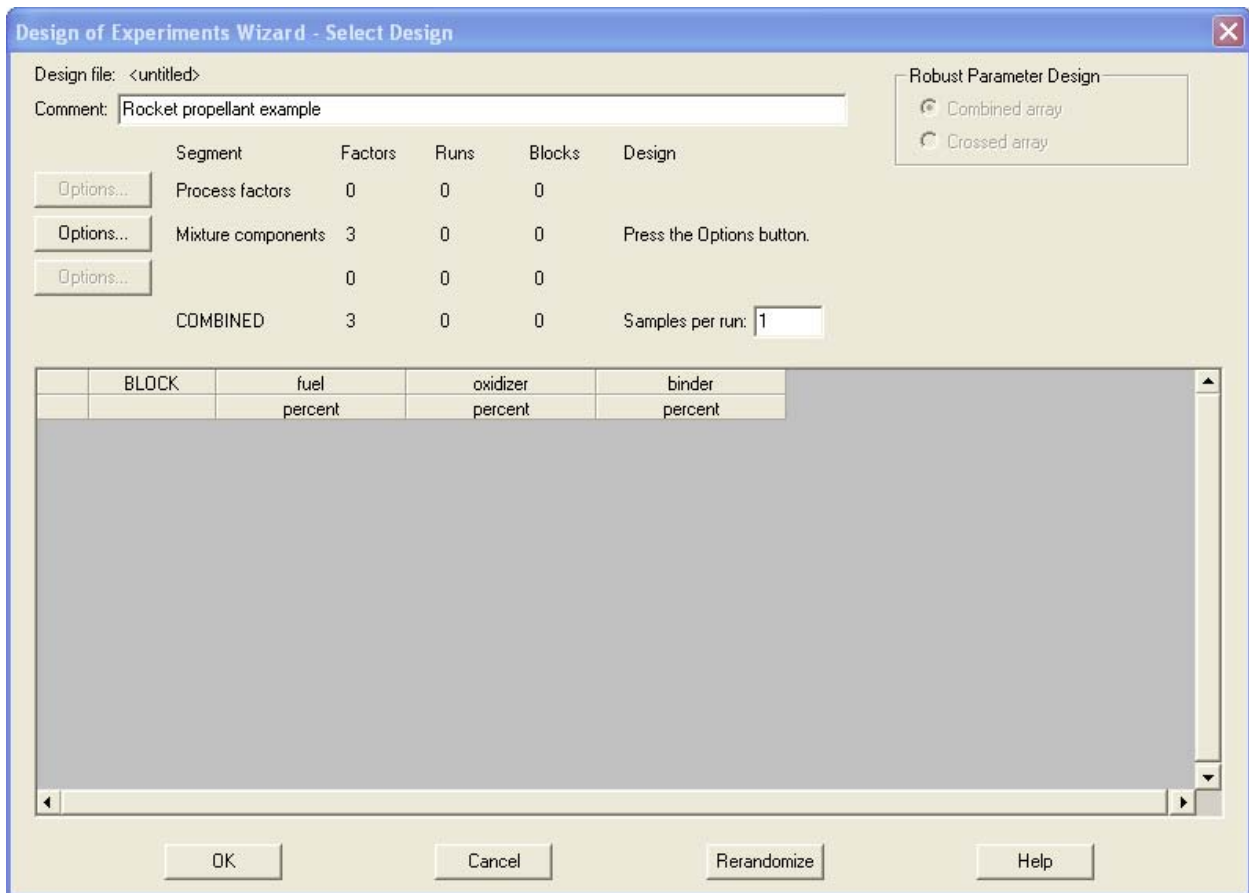 Design of Experiments Wizard - Select Design
Design file: <untitled>
Comment: Rocket propellant example
Robust Parameter Design
Combined array
Crossed array
Segment Factors Runs Blocks Design
Options... Process factors 0 0 0
Options... Mixture components 3 0 0 Press the Options button.
Options... 0 0 0
COMBINED 3 0 0 Samples per run: 1
BLOCK fuel oxidizer binder
percent percent percent
OK Cancel Rerandomize Help